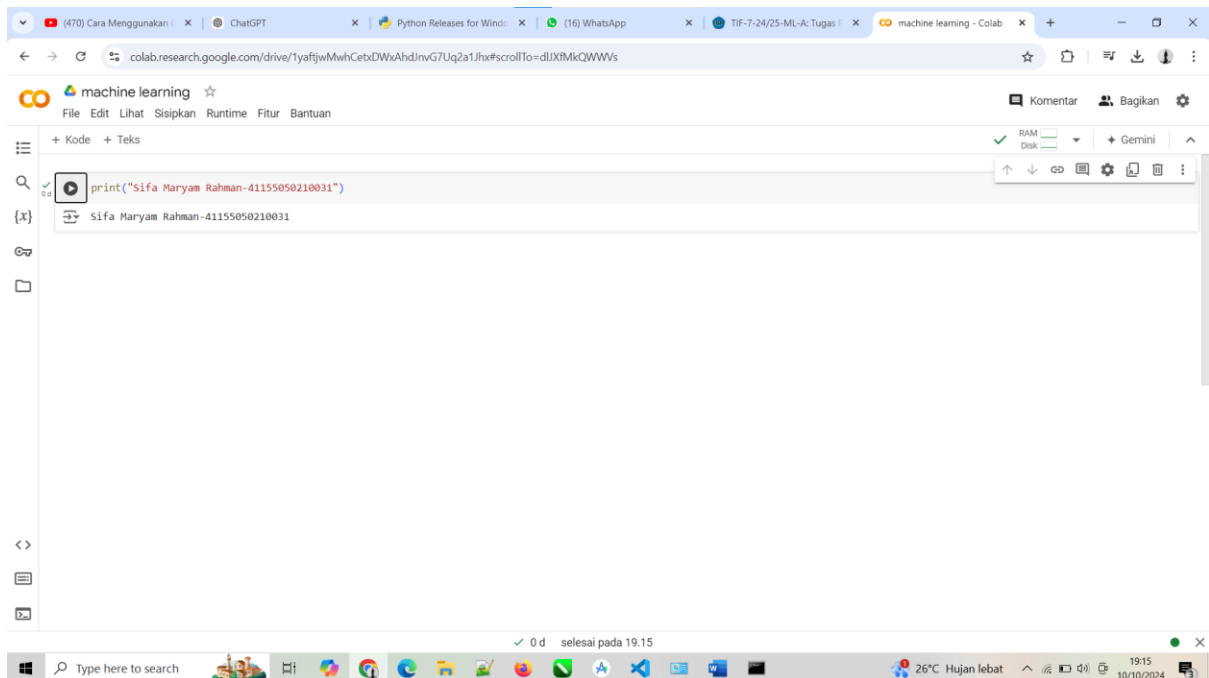 (470) Cara Menggunakan
ChatGPT
Python Releases for Windo
(16) WhatsApp
TIF-7-24/25-ML-A: Tugas
machine learning - Colab
colab.research.google.com/drive/1yaftjwMwhCetxDWxAhdJnvG7Uq2a1Jhx#scrollTo=dlJXfMkQWWVs
machine learning
Komentar
Bagikan
File Edit Lihat Sisipkan Runtime Fitur Bantuan
+ Kode + Teks
RAM
Disk
Gemini
0 d
print("Sifa Maryam Rahman-41155050210031")
{x}
Sifa Maryam Rahman-41155050210031
0 d selesai pada 19.15
Type here to search
26°C Hujan lebat
19:15
10/10/2024